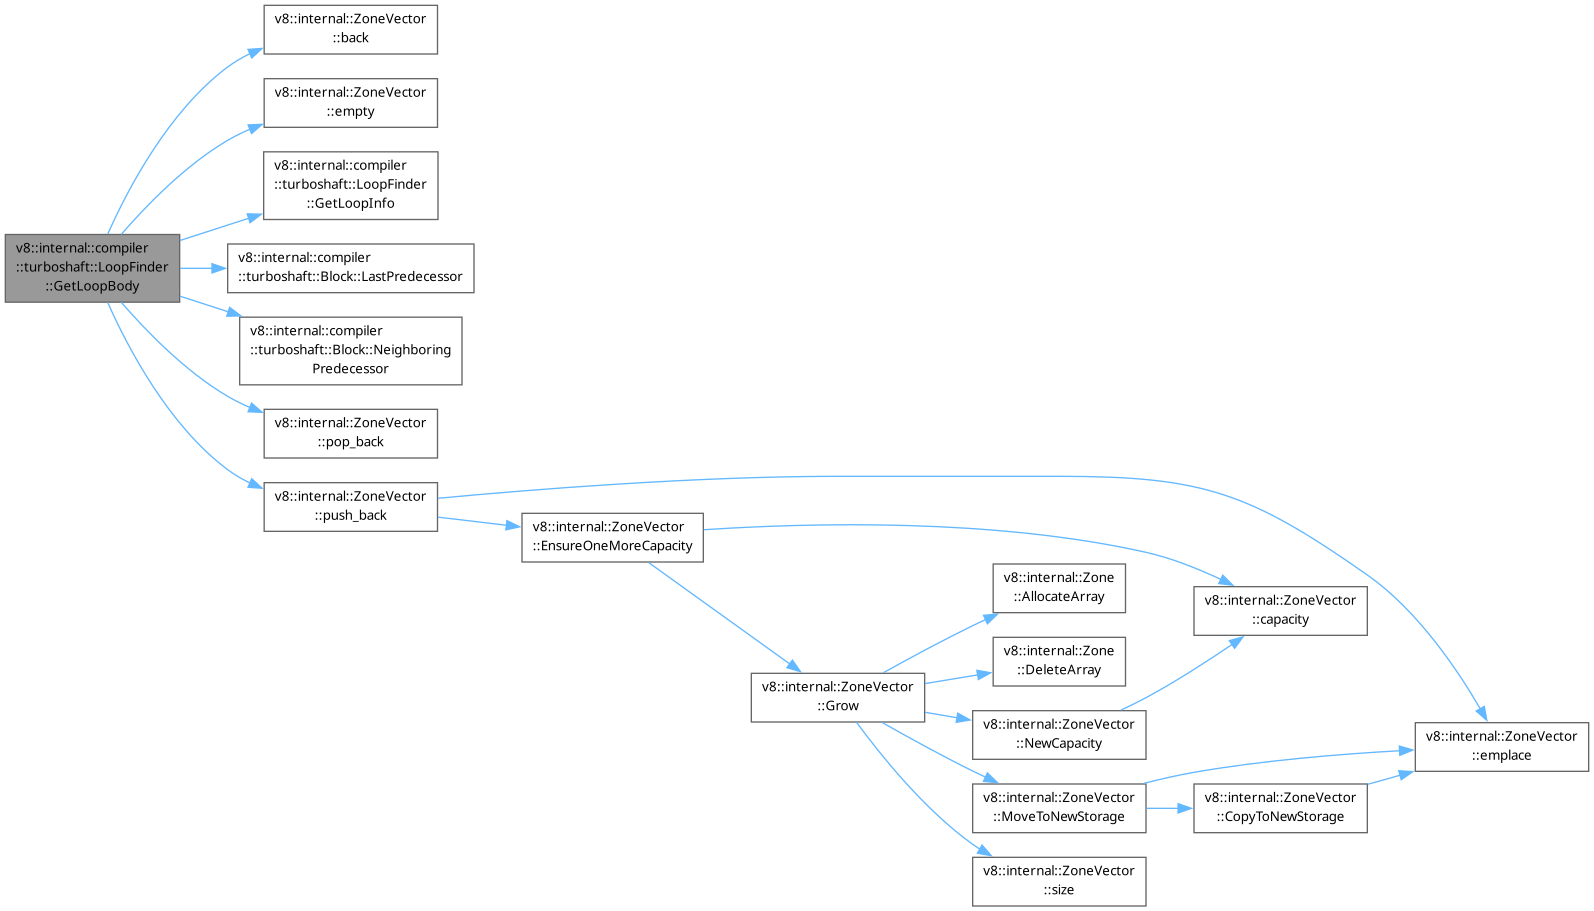 v8::internal::ZoneVector
::back
v8::internal::ZoneVector
::empty
v8::internal::compiler
::turboshaft::LoopFinder
::GetLoopInfo
v8::internal::compiler
::turboshaft::LoopFinder
::GetLoopBody
v8::internal::compiler
::turboshaft::Block::LastPredecessor
v8::internal::compiler
::turboshaft::Block::Neighboring
Predecessor
v8::internal::ZoneVector
::pop_back
v8::internal::ZoneVector
::push_back
v8::internal::ZoneVector
::EnsureOneMoreCapacity
v8::internal::Zone
::AllocateArray
v8::internal::ZoneVector
::capacity
v8::internal::Zone
::DeleteArray
v8::internal::ZoneVector
::Grow
v8::internal::ZoneVector
::NewCapacity
v8::internal::ZoneVector
::emplace
v8::internal::ZoneVector
::MoveToNewStorage
v8::internal::ZoneVector
::CopyToNewStorage
v8::internal::ZoneVector
::size